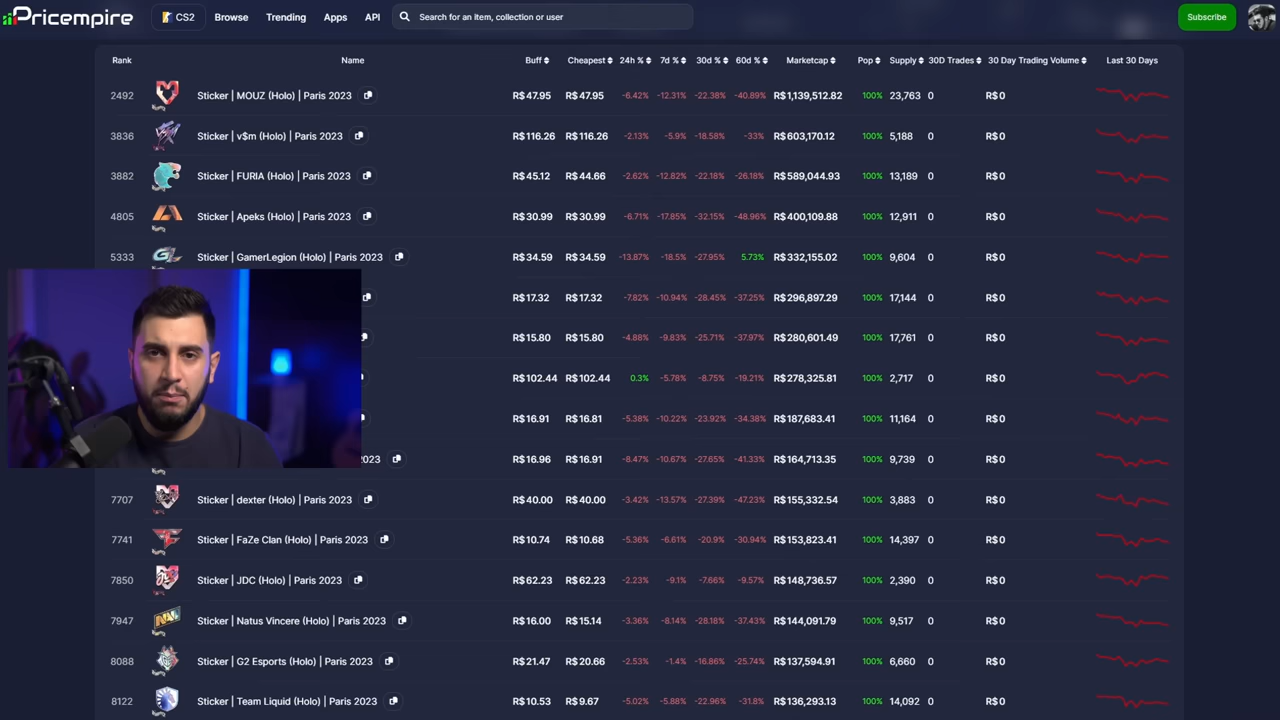 Pricempire CS2 Browse Trending Apps API Search for an item, collection or user Subscribe
Rank Name Buff Cheapest 24h % 7d % 30d % 60d % Marketcap Pop Supply 30D Trades 30 Day Trading Volume Last 30 Days
2492 Sticker | MOUZ (Holo) | Paris 2023 R$47.95 R$47.95 -6.42% -12.31% -22.38% -40.89% R$1,139,512.82 100% 23,763 0 R$0
3836 Sticker | v$m (Holo) | Paris 2023 R$116.26 R$116.26 -2.13% -5.9% -18.58% -33% R$603,170.12 100% 5,188 0 R$0
3882 Sticker | FURIA (Holo) | Paris 2023 R$45.12 R$44.66 -2.62% -12.82% -22.18% -26.18% R$589,044.93 100% 13,189 0 R$0
4805 Sticker | Apeks (Holo) | Paris 2023 R$30.99 R$30.99 -6.71% -17.85% -32.15% -48.96% R$400,109.88 100% 12,911 0 R$0
5333 Sticker | GamerLegion (Holo) | Paris 2023 R$34.59 R$34.59 -13.87% -18.5% -27.95% 5.73% R$332,155.02 100% 9,604 0 R$0
R$17.32 R$17.32 -7.82% -10.94% -28.45% -37.25% R$296,897.29 100% 17,144 0 R$0
R$15.80 R$15.80 -4.88% -9.83% -25.71% -37.97% R$280,601.49 100% 17,761 0 R$0
R$102.44 R$102.44 0.3% -5.78% -8.75% -19.21% R$278,325.81 100% 2,717 0 R$0
R$16.91 R$16.81 -5.38% -10.22% -23.92% -34.38% R$187,683.41 100% 11,164 0 R$0
023 R$16.96 R$16.91 -8.47% -10.67% -27.65% -41.33% R$164,713.35 100% 9,739 0 R$0
7707 Sticker | dexter (Holo) | Paris 2023 R$40.00 R$40.00 -3.42% -13.57% -27.39% -47.23% R$155,332.54 100% 3,883 0 R$0
7741 Sticker | FaZe Clan (Holo) | Paris 2023 R$10.74 R$10.68 -5.36% -6.61% -20.9% -30.94% R$153,823.41 100% 14,397 0 R$0
7850 Sticker | JDC (Holo) | Paris 2023 R$62.23 R$62.23 -2.23% -9.1% -7.66% -9.57% R$148,736.57 100% 2,390 0 R$0
7947 Sticker | Natus Vincere (Holo) | Paris 2023 R$16.00 R$15.14 -3.36% -8.14% -28.18% -37.43% R$144,091.79 100% 9,517 0 R$0
8088 Sticker | G2 Esports (Holo) | Paris 2023 R$21.47 R$20.66 -2.53% -1.4% -16.86% -25.74% R$137,594.91 100% 6,660 0 R$0
8122 Sticker | Team Liquid (Holo) | Paris 2023 R$10.53 R$9.67 -5.02% -5.88% -22.96% -31.8% R$136,293.13 100% 14,092 0 R$0